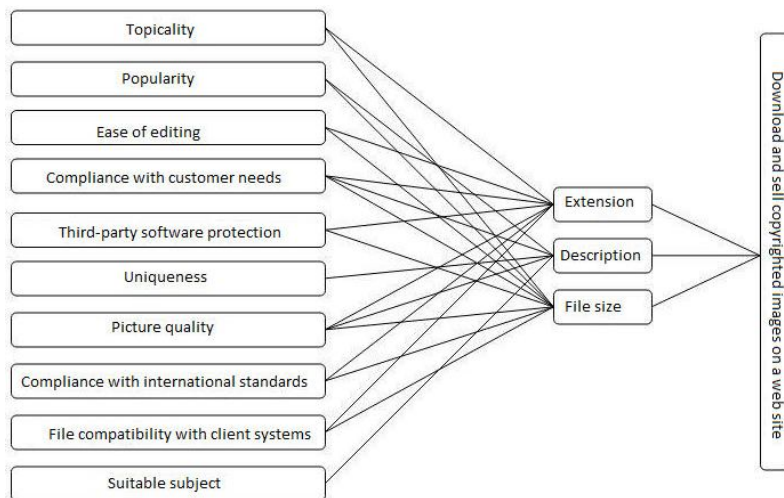 Topicality
Popularity
Ease of editing
Compliance with customer needs
Third-party software protection
Uniqueness
Picture quality
Compliance with international standards
File compatibility with client systems
Suitable subject
Extension
Description
File size
Download and sell copyrighted images on a web site